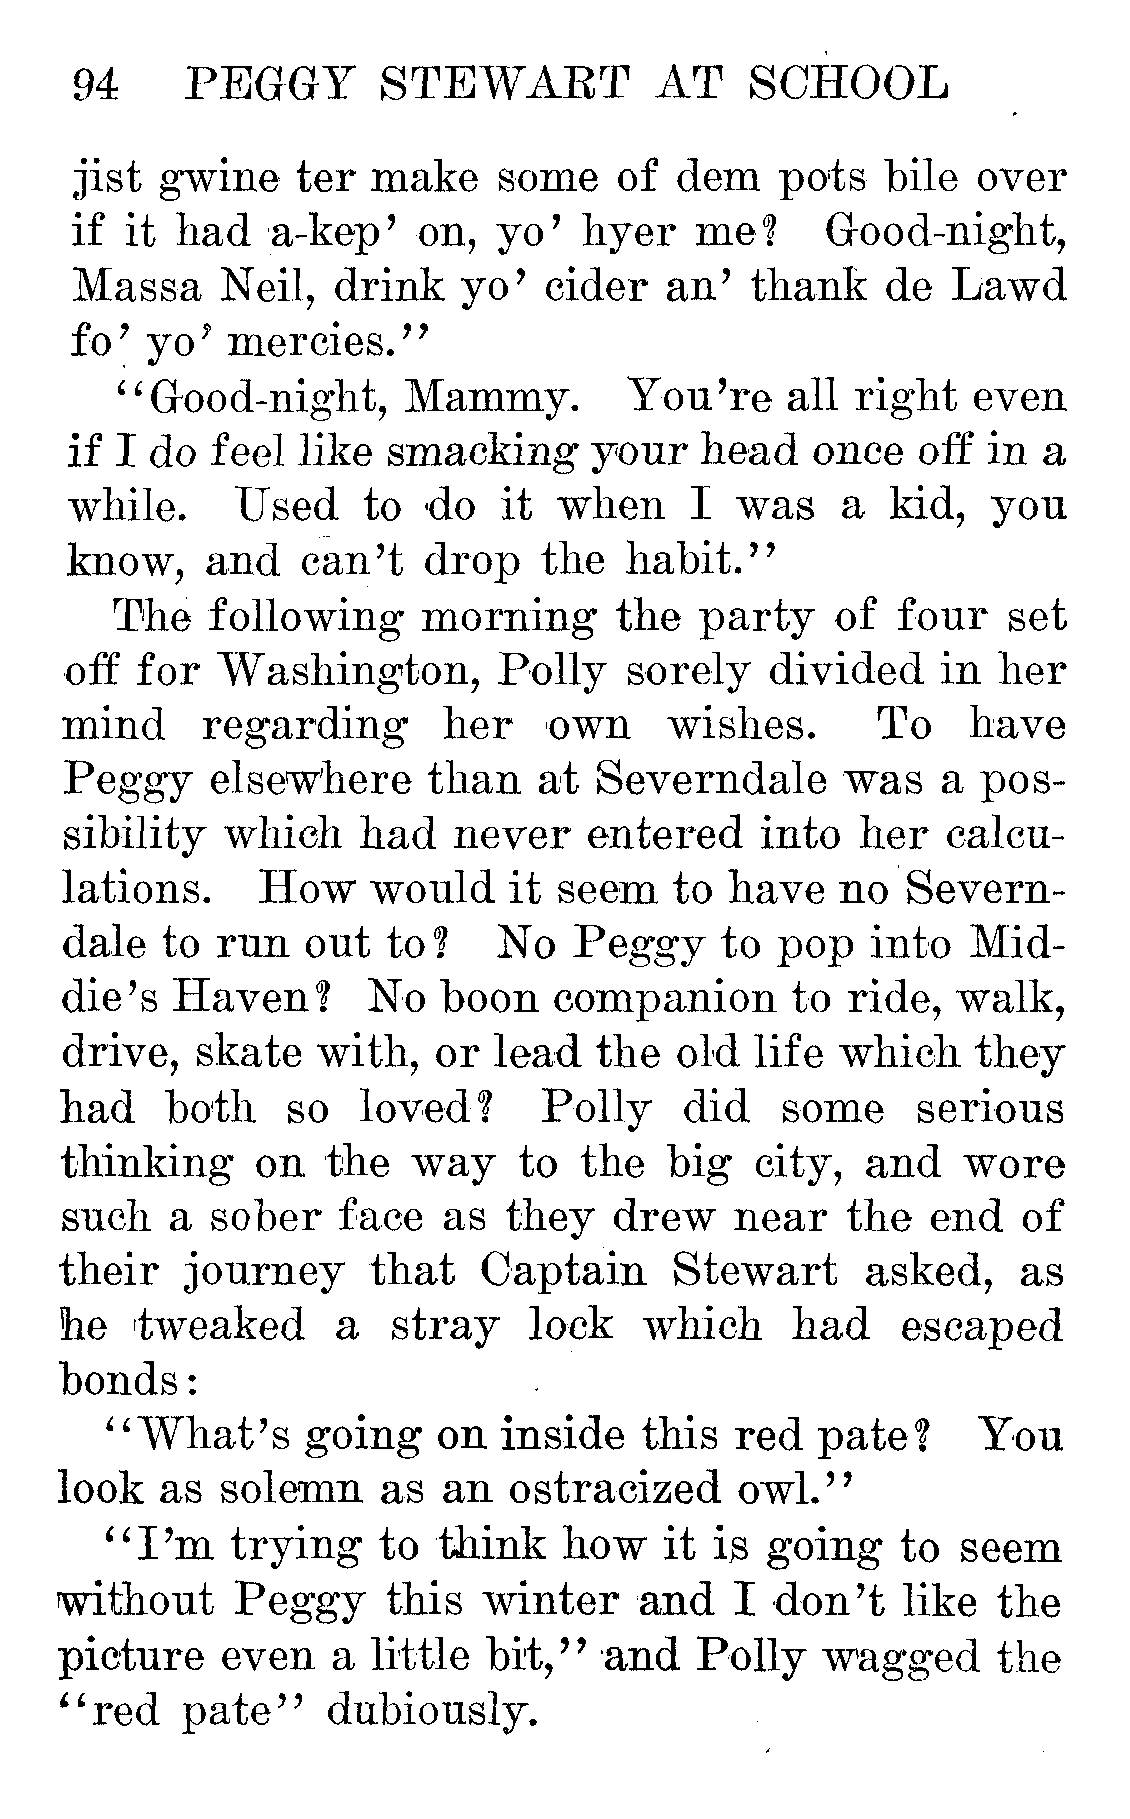 94 PEGGY STEWART AT SCHOOL
jist gwine ter make some of dem pots bile over
if it had a-kep' on, yo' hyer me? Good-night,
Massa Neil, drink yo' cider an' thank de Lawd
fo' yo' mercies."
"Good-night, Mammy. You're all right even
if I do feel like smacking your head once off in a
while. Used to do it when I was a kid, you
know, and can't drop the habit."
The following morning the party of four set
off for Washington, Polly sorely divided in her
mind regarding her own wishes. To have
Peggy elsewhere than at Severndale was a pos-
sibility which had never entered into her calcu-
lations. How would it seem to have no Severn-
dale to run out to? No Peggy to pop into Mid-
die's Haven? No boon companion to ride, walk,
drive, skate with, or lead the old life which they
had both so loved? Polly did some serious
thinking on the way to the big city, and wore
such a sober face as they drew near the end of
their journey that Captain Stewart asked, as
he tweaked a stray lock which had escaped
bonds:
"What's going on inside this red pate? You
look as solemn as an ostracized owl."
"I'm trying to think how it is going to seem
without Peggy this winter and I don't like the
picture even a little bit," and Polly wagged the
"red pate" dubiously.